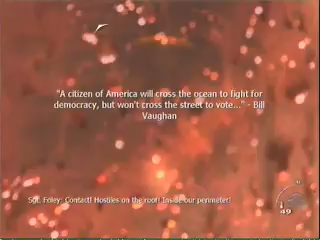 "A citizen of America will cross the ocean to fight for
democracy, but won't cross the street to vote..." - Bill
Vaughan
Sgt. Foley: Contact! Hostiles on the roof! Inside our perimeter!
N
49